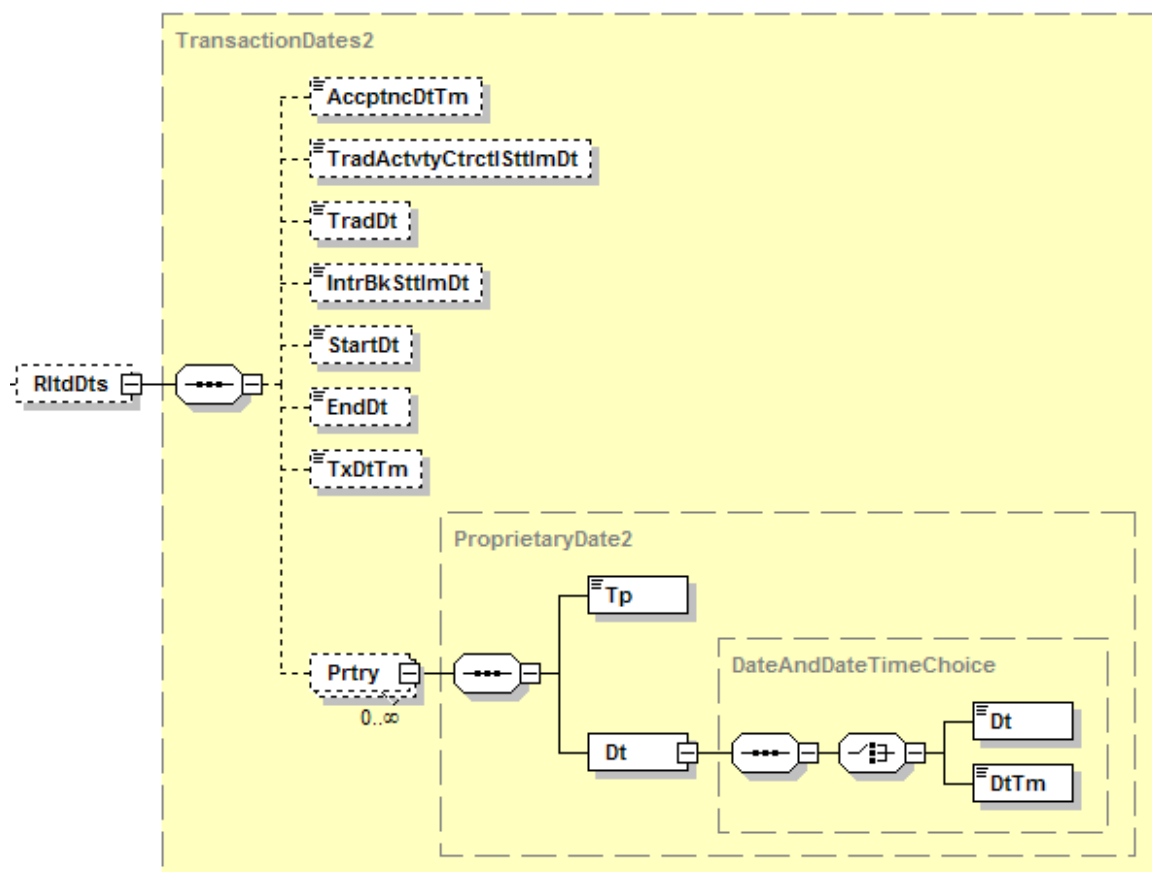 TransactionDates2
AccptncDtTm
TradActvtyCtrctlSttlmDt
TradDt
IntrBkSttlmDt
StartDt
RltdDts
EndDt
TxDtTm
ProprietaryDate2
Tp
DateAndDateTimeChoice
Prtry
0..∞
Dt
Dt
DtTm